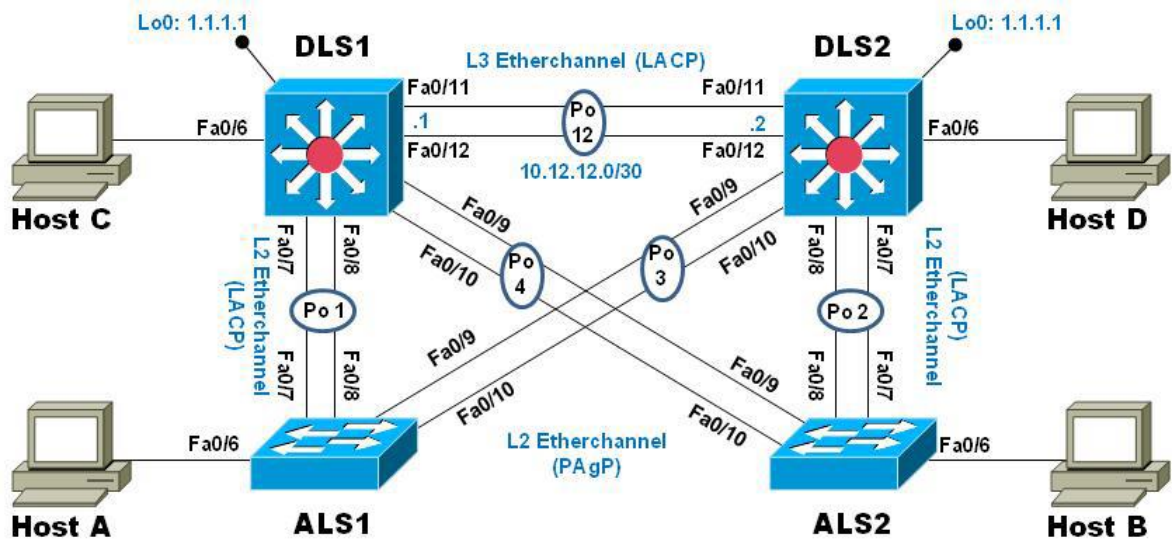 Lo0: 1.1.1.1
Lo0: 1.1.1.1
DLS1
DLS2
L3 Etherchannel (LACP)
Fa0/11
Fa0/11
Po
12
Fa0/6
.1
.2
Fa0/6
Fa0/12
Fa0/12
10.12.12.0/30
Host C
Host D
Fa0/9
Fa0/9
Fa0/10
Fa0/10
Fa0/7
Fa0/8
Fa0/8
Fa0/7
L2 Etherchannel
(LACP)
L2 Etherchannel
(LACP)
Po
4
Po
3
Po 1
Po 2
Fa0/7
Fa0/8
Fa0/9
Fa0/10
Fa0/9
Fa0/10
Fa0/8
Fa0/7
L2 Etherchannel
(PAgP)
Fa0/6
Fa0/6
Host A
ALS1
ALS2
Host B